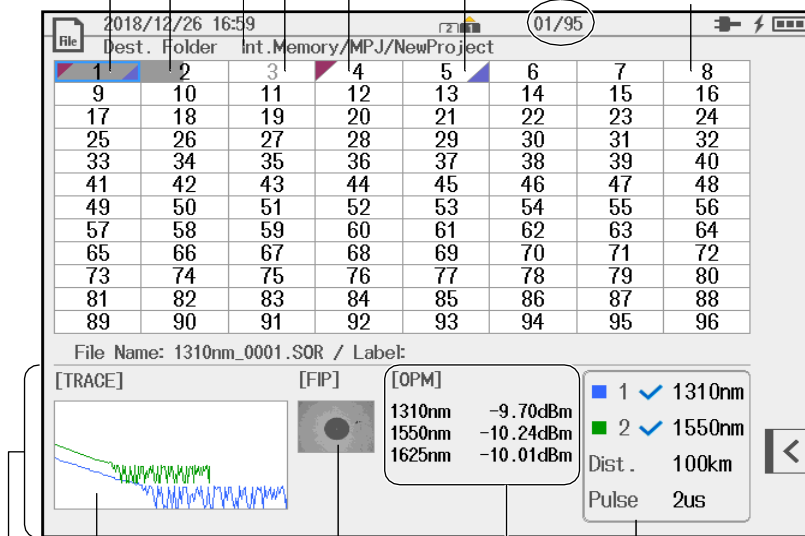 2018/12/26 16:59 2 1 01/95
File Dest. Folder Int.Memory/MPJ/NewProject
1 2 3 4 5 6 7 8
9 10 11 12 13 14 15 16
17 18 19 20 21 22 23 24
25 26 27 28 29 30 31 32
33 34 35 36 37 38 39 40
41 42 43 44 45 46 47 48
49 50 51 52 53 54 55 56
57 58 59 60 61 62 63 64
65 66 67 68 69 70 71 72
73 74 75 76 77 78 79 80
81 82 83 84 85 86 87 88
89 90 91 92 93 94 95 96
File Name: 1310nm_0001.SOR / Label:
[TRACE] [FIP] [OPM]
1310nm -9.70dBm
1550nm -10.24dBm
1625nm -10.01dBm
1 1310nm
2 1550nm
Dist. 100km
Pulse 2us